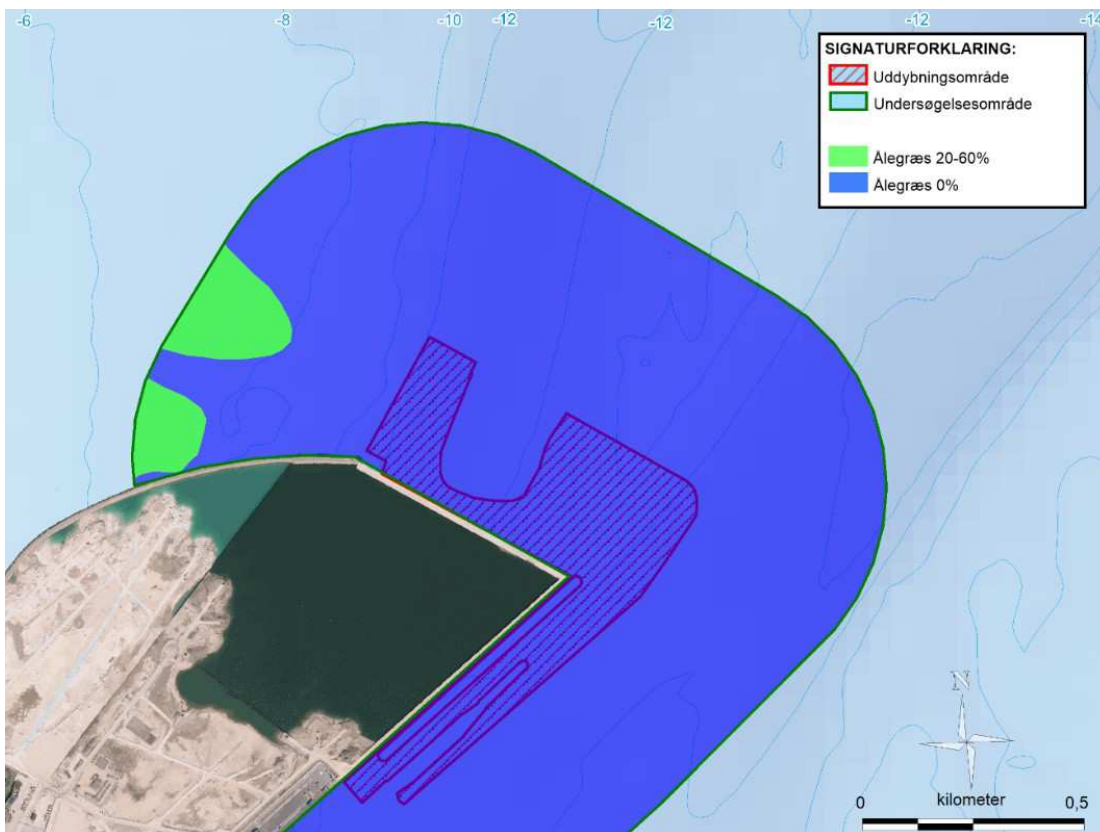 -6
-8
-10
-12
-12
-12
-14
SIGNATURFORKLARING:
Uddybningsområde
Undersøgelsesområde
Ålegræs 20-60%
Ålegræs 0%
N
0 kilometer 0,5